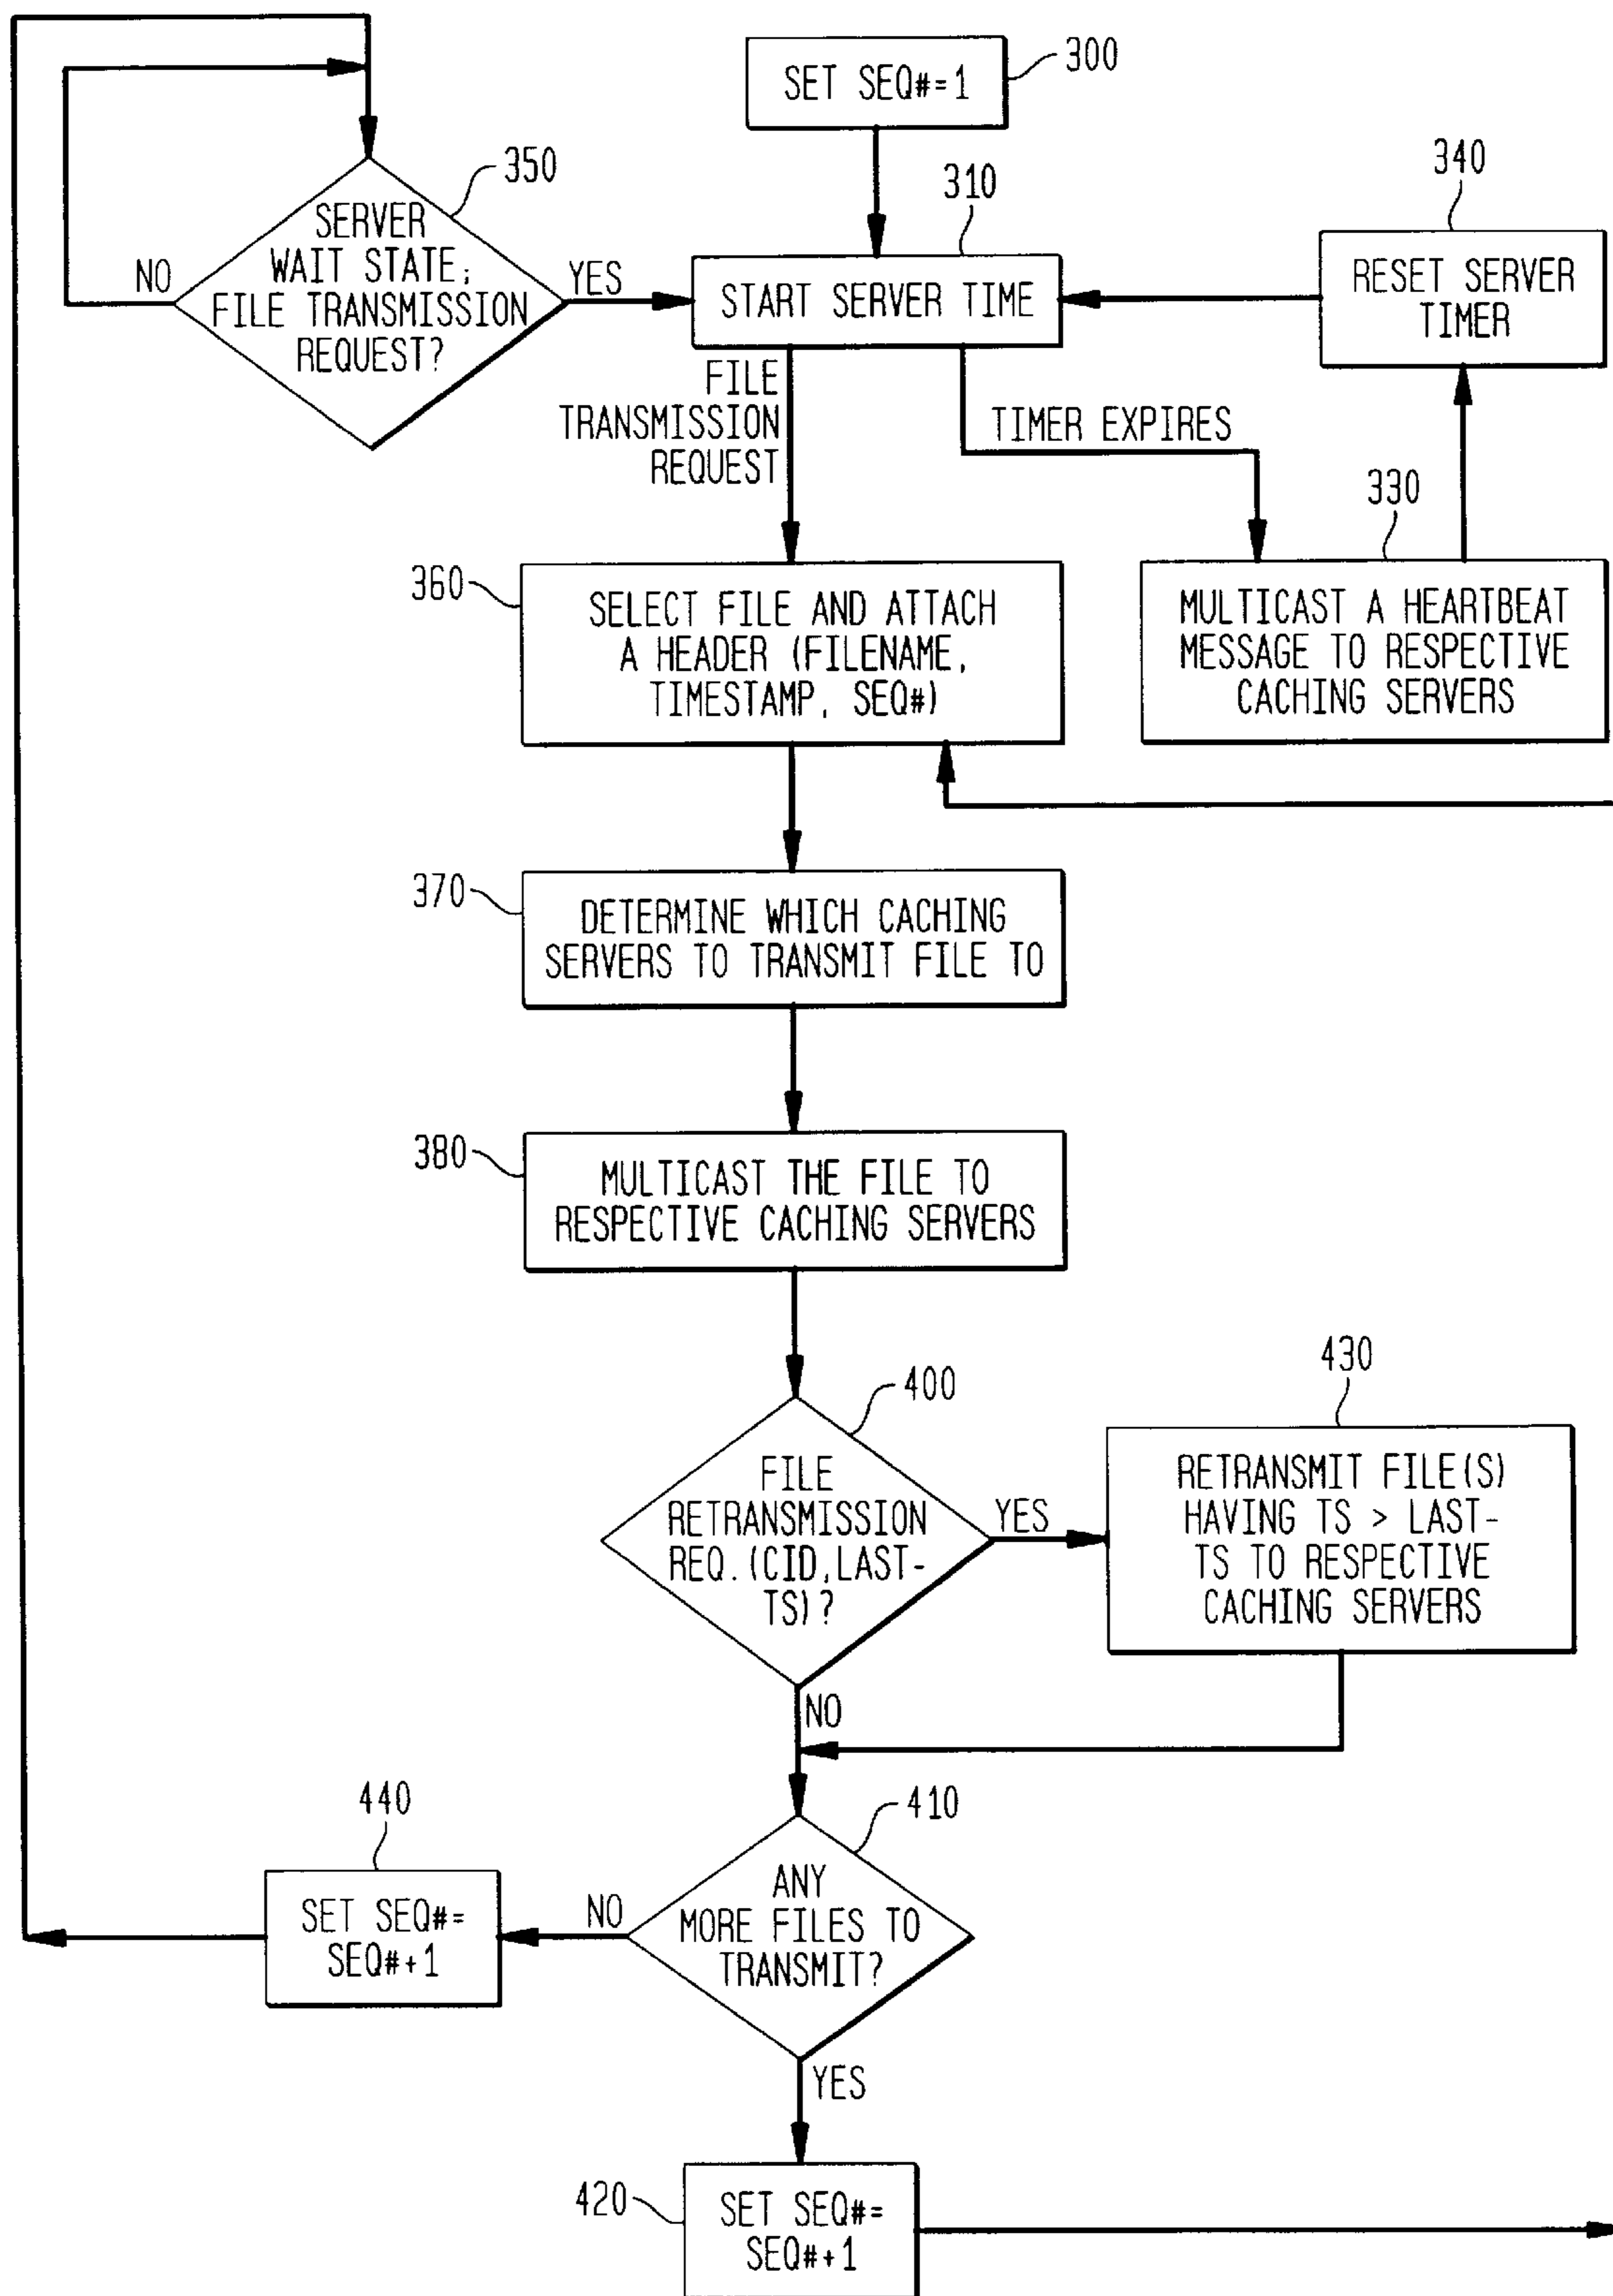 SET SEQ#=1
300
350
SERVER
WAIT STATE;
FILE TRANSMISSION
REQUEST?
NO
YES
310
START SERVER TIME
340
RESET SERVER
TIMER
FILE
TRANSMISSION
REQUEST
TIMER EXPIRES
330
MULTICAST A HEARTBEAT
MESSAGE TO RESPECTIVE
CACHING SERVERS
360
SELECT FILE AND ATTACH
A HEADER (FILENAME,
TIMESTAMP, SEQ#)
370
DETERMINE WHICH CACHING
SERVERS TO TRANSMIT FILE TO
380
MULTICAST THE FILE TO
RESPECTIVE CACHING SERVERS
400
FILE
RETRANSMISSION
REQ.(CID,LAST-
TS)?
YES
NO
430
RETRANSMIT FILE(S)
HAVING TS > LAST-
TS TO RESPECTIVE
CACHING SERVERS
410
ANY
MORE FILES TO
TRANSMIT?
NO
YES
440
SET SEQ#=
SEQ#+1
420
SET SEQ#=
SEQ#+1